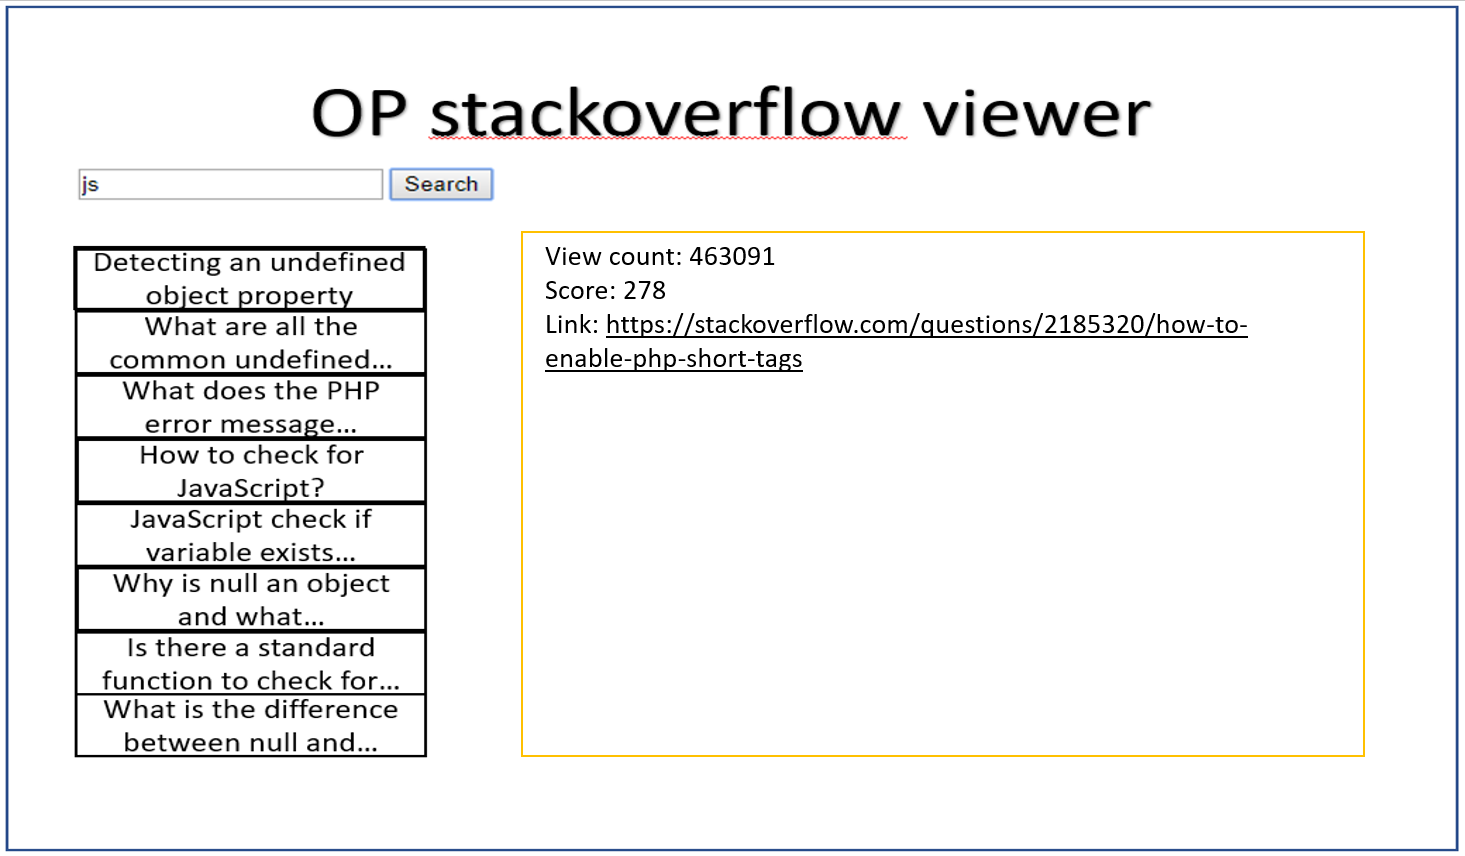 OP stackoverflow viewer
js
Search
Detecting an undefined
object property
What are all the
common undefined...
What does the PHP
error message...
How to check for
JavaScript?
JavaScript check if
variable exists...
Why is null an object
and what...
Is there a standard
function to check for...
What is the difference
between null and...
View count: 463091
Score: 278
Link: https://stackoverflow.com/questions/2185320/how-to-
enable-php-short-tags